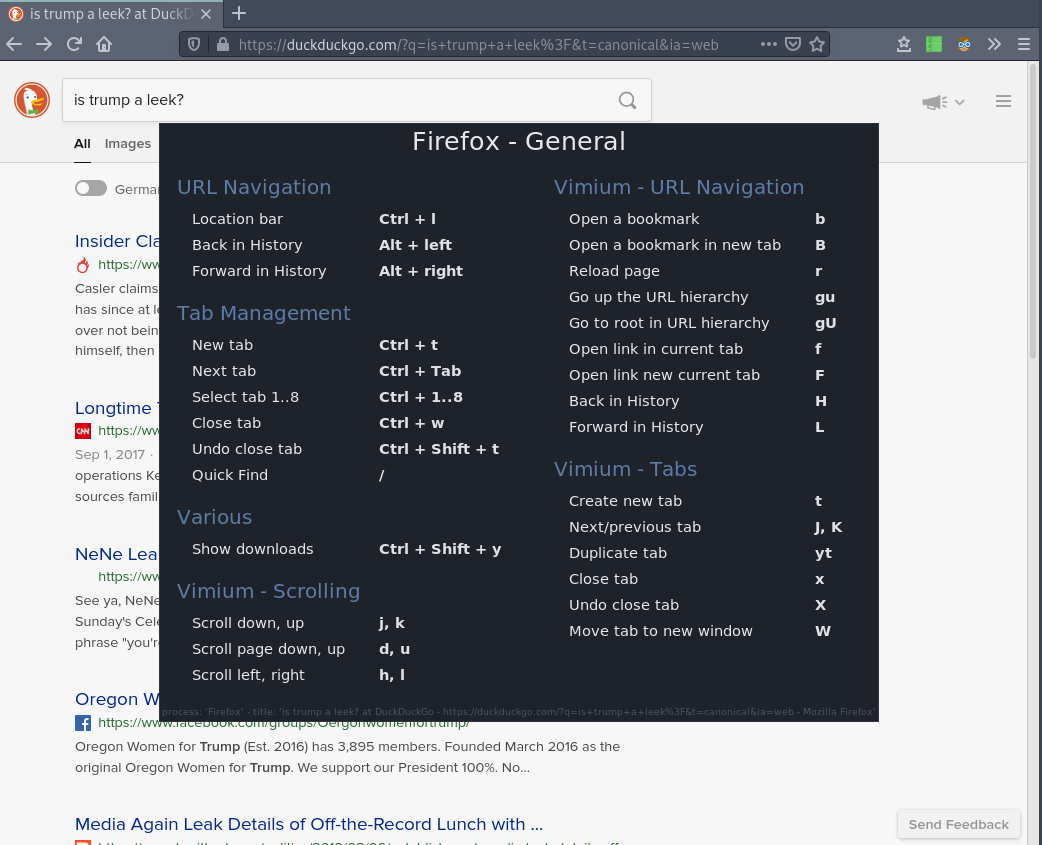 is trump a leek? at DuckD
https://duckduckgo.com/?q=is+trump+a+leek%3F&t=canonical&ia=web
is trump a leek?
All Images
Germa
Firefox - General
URL Navigation
Location bar Ctrl + l
Back in History Alt + left
Forward in History Alt + right
Tab Management
New tab Ctrl + t
Next tab Ctrl + Tab
Select tab 1..8 Ctrl + 1..8
Close tab Ctrl + w
Undo close tab Ctrl + Shift + t
Quick Find /
Various
Show downloads Ctrl + Shift + y
Vimium - Scrolling
Scroll down, up j, k
Scroll page down, up d, u
Scroll left, right h, l
Vimium - URL Navigation
Open a bookmark b
Open a bookmark in new tab B
Reload page r
Go up the URL hierarchy gu
Go to root in URL hierarchy gU
Open link in current tab f
Open link new current tab F
Back in History H
Forward in History L
Vimium - Tabs
Create new tab t
Next/previous tab J, K
Duplicate tab yt
Close tab x
Undo close tab X
Move tab to new window W
process: 'Firefox' - title: 'is trump a leek? at DuckDuckGo - https://duckduckgo.com/?q=is+trump+a+leek%3F&t=canonical&ia=web - Mozilla Firefox'
Insider Cla
https://ww
Casler claims
has since at le
over not bein
himself, then
Longtime
CNN https://ww
Sep 1, 2017 ·
operations Ke
sources famil
NeNe Lea
https://ww
See ya, NeNe
Sunday's Cele
phrase "you're
Oregon W
https://www.facebook.com/groups/Oergonwomenfortrump/
Oregon Women for Trump (Est. 2016) has 3,895 members. Founded March 2016 as the
original Oregon Women for Trump. We support our President 100%. No...
Media Again Leak Details of Off-the-Record Lunch with ...
Send Feedback